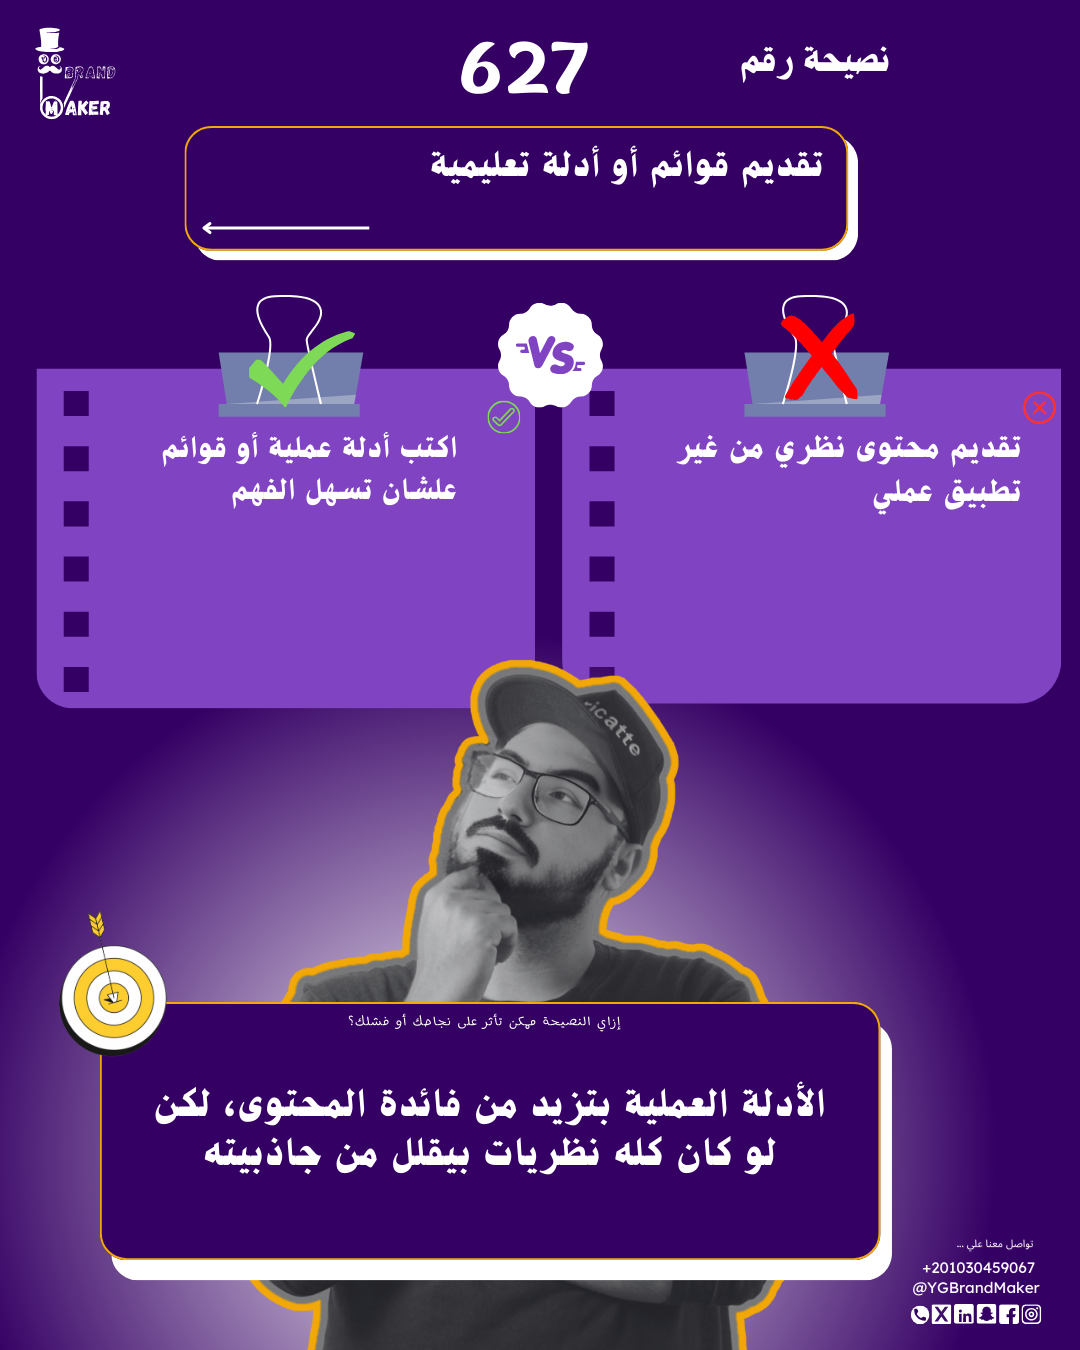 BRAND
MAKER
نصيحة رقم 627
تقديم قوائم أو أدلة تعليمية
VS
تقديم محتوى نظري من غير
تطبيق عملي
اكتب أدلة عملية أو قوائم
علشان تسهل الفهم
icatte
إزاي النصيحة ممكن تأثر على نجاحك أو فشلك؟
الأدلة العملية بتزيد من فائدة المحتوى، لكن
لو كان كله نظريات بيقلل من جاذبيته
تواصل معنا علي ...
+201030459067
@YGBrandMaker